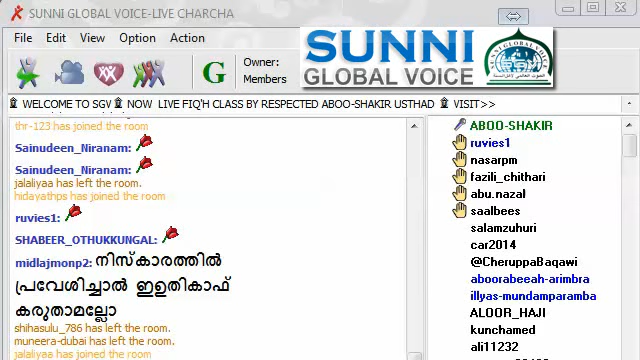 SUNNI GLOBAL VOICE-LIVE CHARCHA
File Edit View Option Action
G
Owner:
Members
SUNNI
GLOBAL VOICE
WELCOME TO SGV NOW LIVE FIQ'H CLASS BY RESPECTED ABOO-SHAKIR USTHAD VISIT>>
thr-123 has joined the room
Sainudeen_Niranam:
Sainudeen_Niranam:
jalaliyaa has left the room.
hidayathps has joined the room
ruvies1:
SHABEER_OTHUKKUNGAL:
midlajmonp2: നിസ്കാരത്തിൽ
പ്രവേശിച്ചാൽ ഇഉതികാഫ്
കരുതാമല്ലോ
shihasulu_786 has left the room.
muneera-dubai has left the room.
jalaliyaa has joined the room
ABOO-SHAKIR
ruvies1
nasarpm
fazili_chithari
abu.nazal
saalbees
salamzuhuri
car2014
@CheruppaBaqawi
aboorabeeah-arimbra
illyas-mundamparamba
ALOOR_HAJI
kunchamed
ali11232